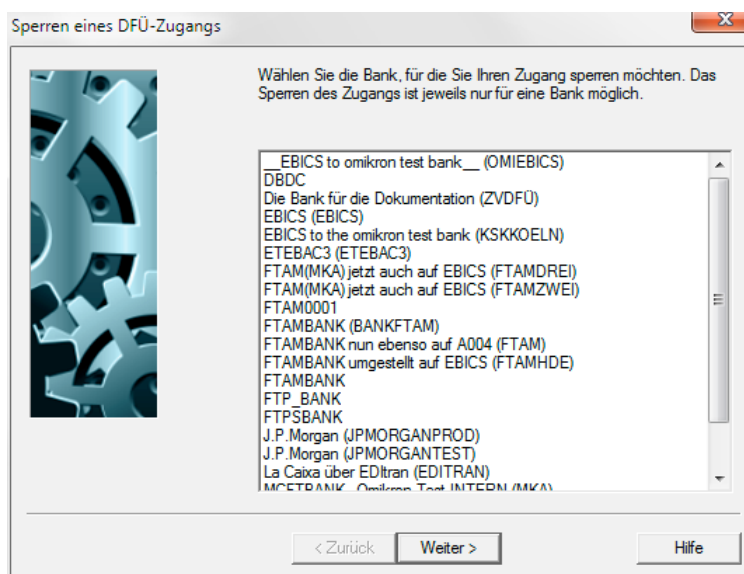 Sperren eines DFÜ-Zugangs
Wählen Sie die Bank, für die Sie Ihren Zugang sperren möchten. Das
Sperren des Zugangs ist jeweils nur für eine Bank möglich.
__EBICS to omikron test bank__ (OMIEBICS)
DBDC
Die Bank für die Dokumentation (ZVDFÜ)
EBICS (EBICS)
EBICS to the omikron test bank (KSKKOELN)
ETEBAC3 (ETEBAC3)
FTAM(MKA) jetzt auch auf EBICS (FTAMDREI)
FTAM(MKA) jetzt auch auf EBICS (FTAMZWEI)
FTAM0001
FTAMBANK (BANKFTAM)
FTAMBANK nun ebenso auf A004 (FTAM)
FTAMBANK umgestellt auf EBICS (FTAMHDE)
FTAMBANK
FTP_BANK
FTPSBANK
J.P.Morgan (JPMORGANPROD)
J.P.Morgan (JPMORGANTEST)
La Caixa über EDItran (EDITRAN)
Omikron Test INTERN (MKA)
< Zurück Weiter > Hilfe